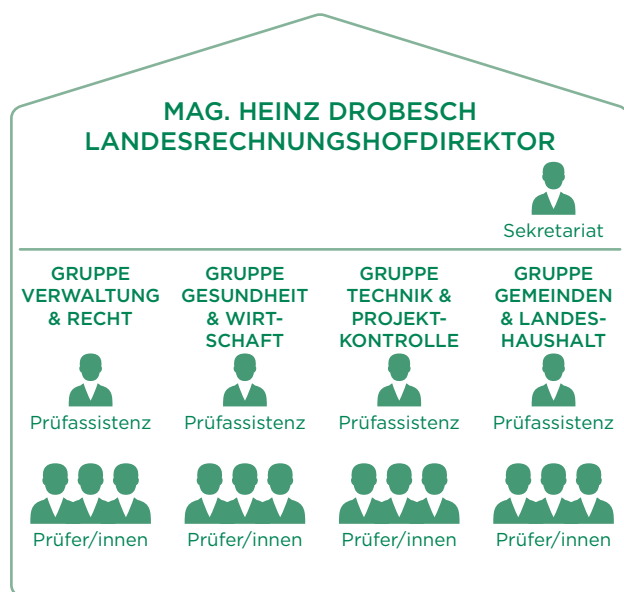 MAG. HEINZ DROBESCH
LANDESRECHNUNGSHOFDIREKTOR
Sekretariat
GRUPPE
VERWALTUNG
& RECHT
Prüfassistenz
Prüfer/innen
GRUPPE
GESUNDHEIT
& WIRT-
SCHAFT
Prüfassistenz
Prüfer/innen
GRUPPE
TECHNIK &
PROJEKT-
KONTROLLE
Prüfassistenz
Prüfer/innen
GRUPPE
GEMEINDEN
& LANDES-
HAUSHALT
Prüfassistenz
Prüfer/innen